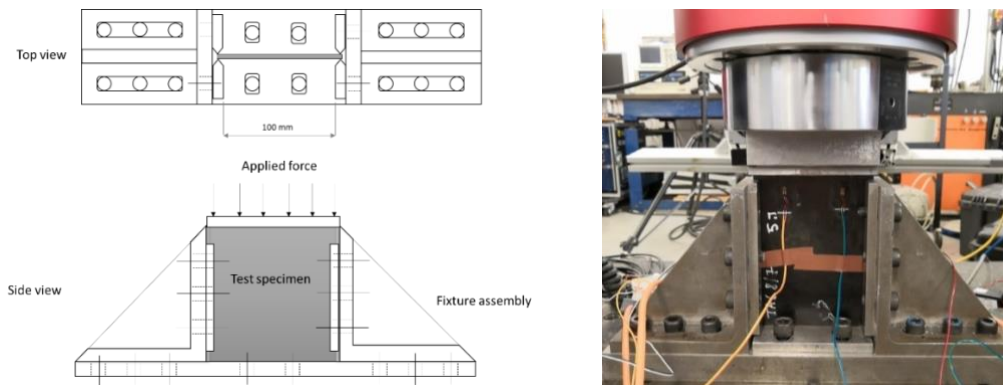 Top view
100 mm
Applied force
Side view
Test specimen
Fixture assembly